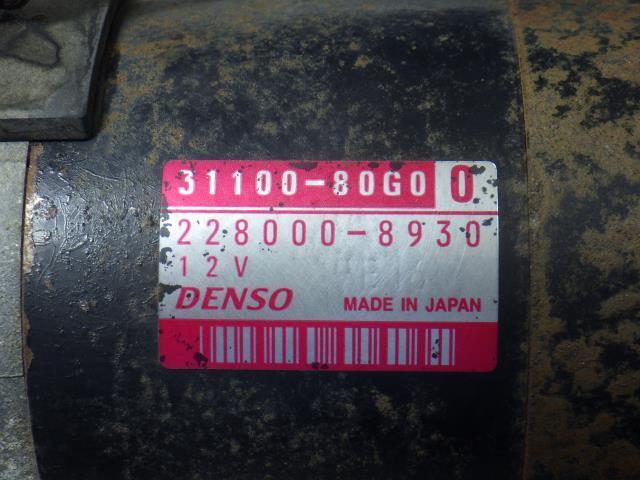 31100-80G0 0
228000-8930
12V
DENSO MADE IN JAPAN